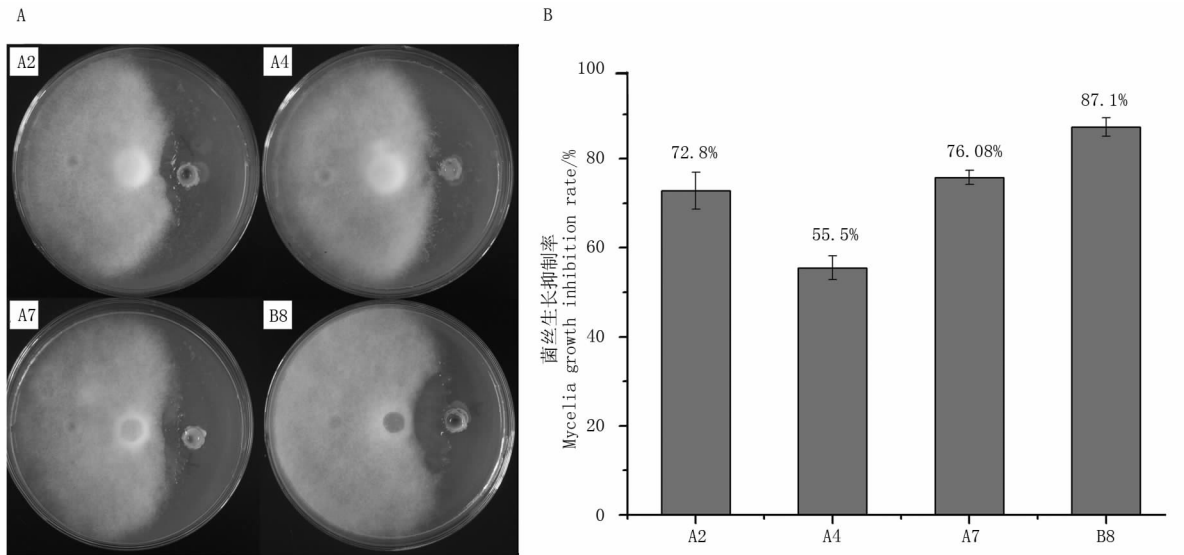 A
A2
A4
A7
B8
B
菌丝生长抑制率
Mycelia growth inhibition rate/%
100
80
60
40
20
0
72.8%
55.5%
76.08%
87.1%
A2
A4
A7
B8